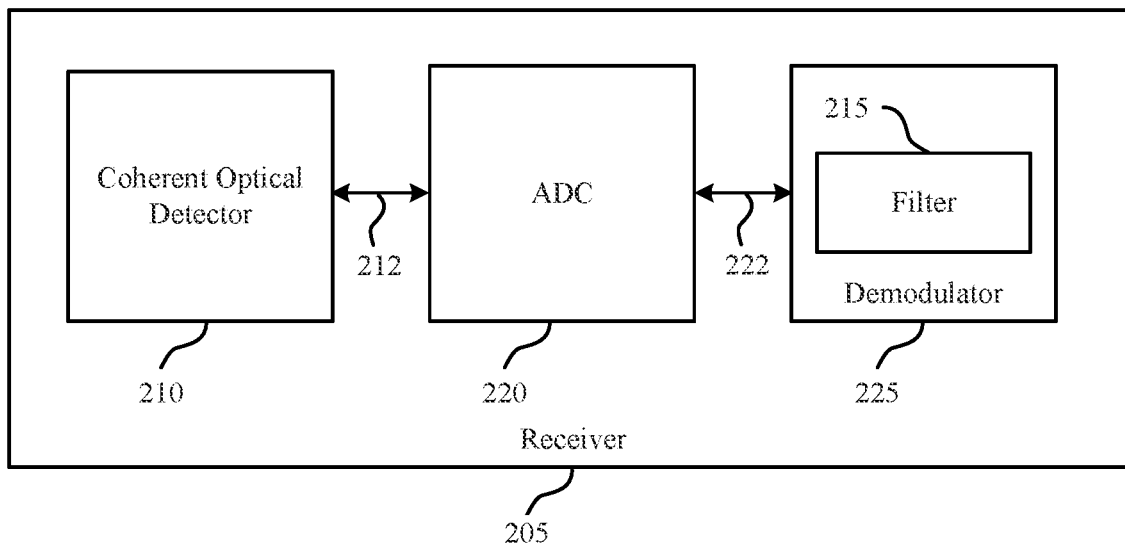 215
Coherent Optical
Detector
ADC
Filter
212
222
Demodulator
210
220
225
Receiver
205